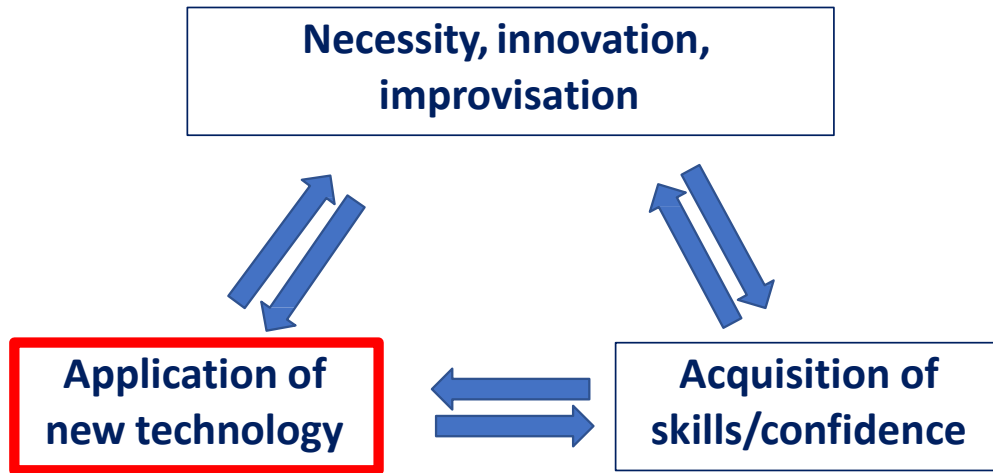 Necessity, innovation,
improvisation
Application of
new technology
Acquisition of
skills/confidence